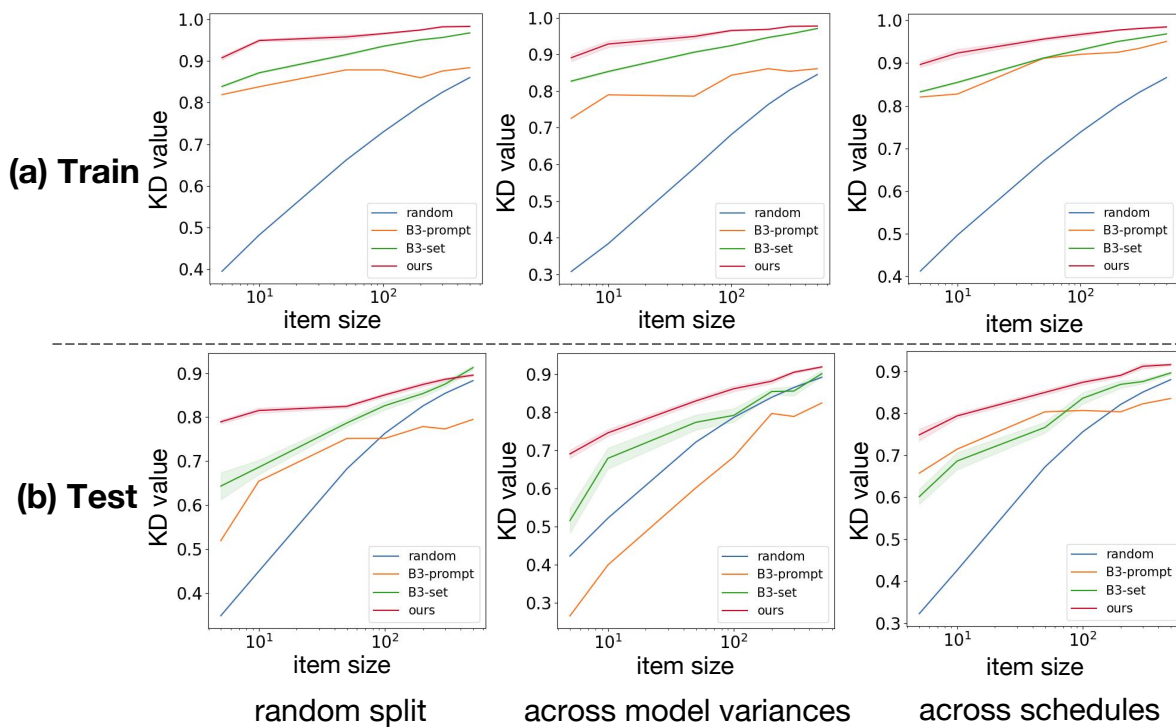 (a) Train
KD value
1.0
0.9
0.8
0.7
0.6
0.5
0.4
random
B3-prompt
B3-set
ours
10¹
10²
item size
KD value
1.0
0.9
0.8
0.7
0.6
0.5
0.4
0.3
random
B3-prompt
B3-set
ours
10¹
10²
item size
KD value
1.0
0.9
0.8
0.7
0.6
0.5
0.4
random
B3-prompt
B3-set
ours
10¹
10²
item size
(b) Test
KD value
0.9
0.8
0.7
0.6
0.5
0.4
random
B3-prompt
B3-set
ours
10¹
10²
item size
random split
KD value
0.9
0.8
0.7
0.6
0.5
0.4
0.3
random
B3-prompt
B3-set
ours
10¹
10²
item size
across model variances
KD value
0.9
0.8
0.7
0.6
0.5
0.4
0.3
random
B3-prompt
B3-set
ours
10¹
10²
item size
across schedules